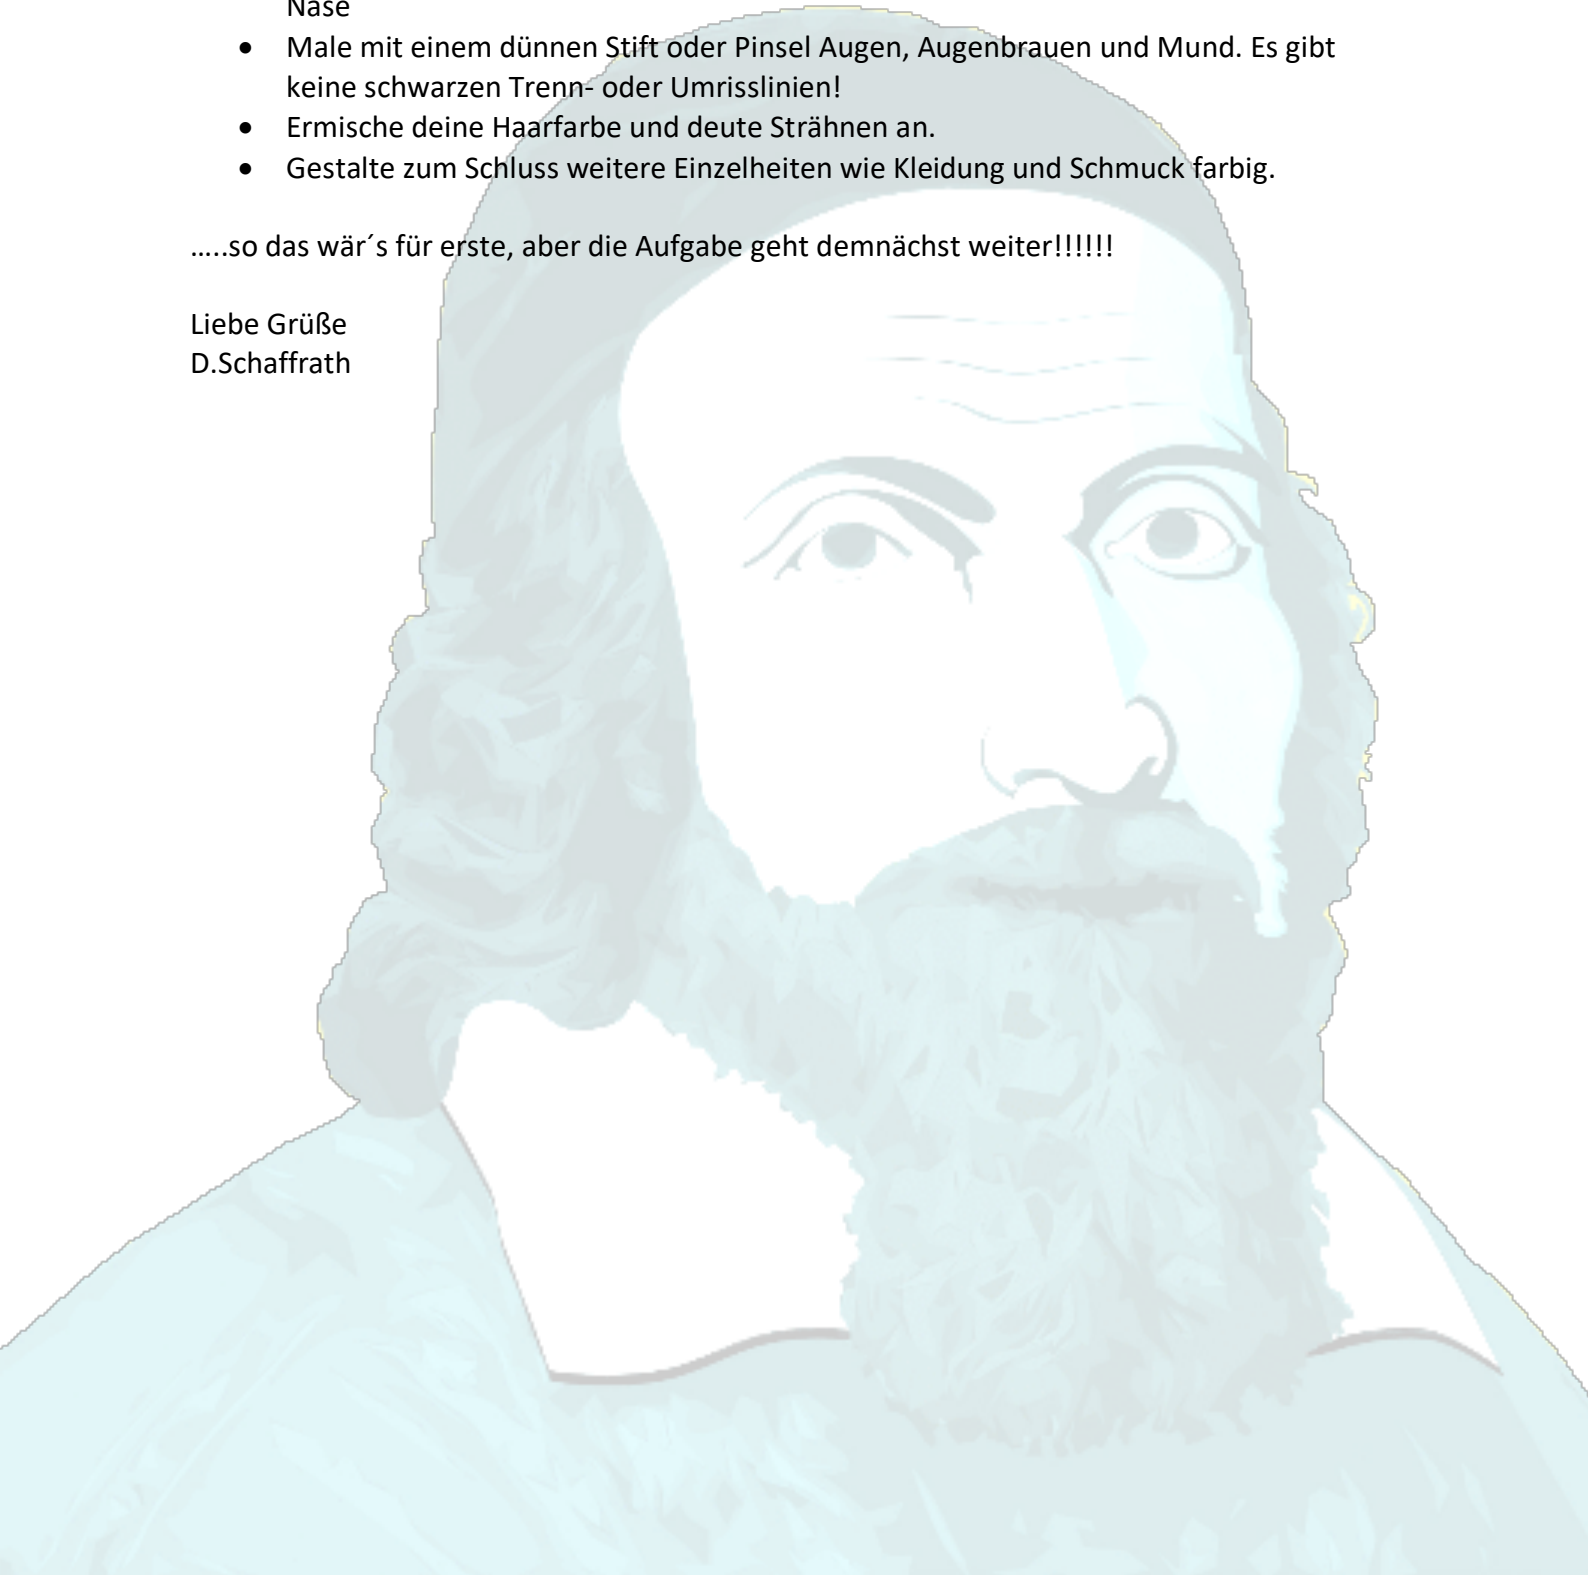 Nase
• Male mit einem dünnen Stift oder Pinsel Augen, Augenbrauen und Mund. Es gibt
keine schwarzen Trenn- oder Umrisslinien!
• Ermische deine Haarfarbe und deute Strähnen an.
• Gestalte zum Schluss weitere Einzelheiten wie Kleidung und Schmuck farbig.
…..so das wär´s für erste, aber die Aufgabe geht demnächst weiter!!!!!!
Liebe Grüße
D.Schaffrath